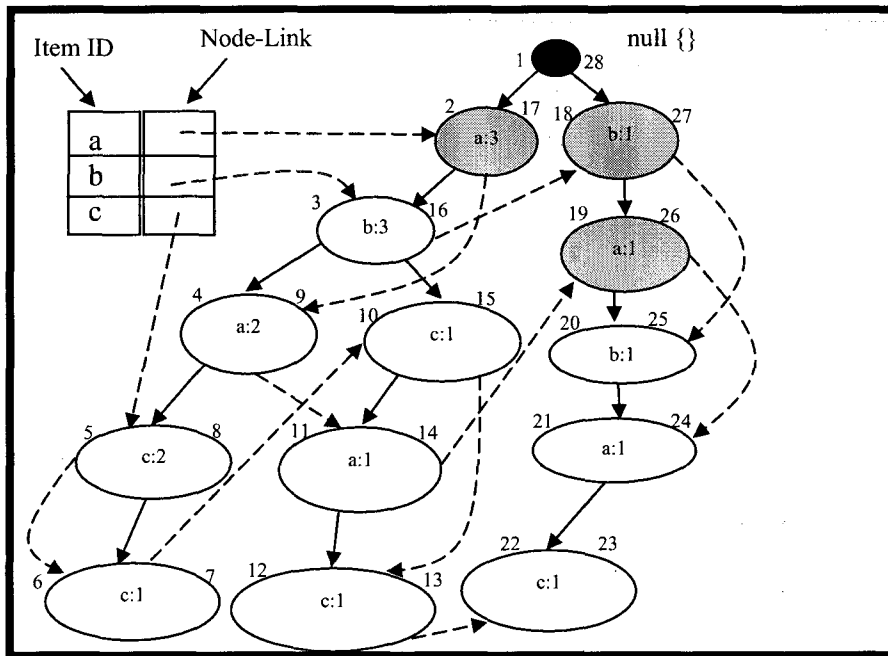 Item ID
Node-Link
null {}
1 28
2 17
a:3
18 27
b:1
a
b
c
3 16
b:3
19 26
a:1
4 9
a:2
10 15
c:1
20 25
b:1
5 8
c:2
11 14
a:1
21 24
a:1
6 7
c:1
12 13
c:1
22 23
c:1